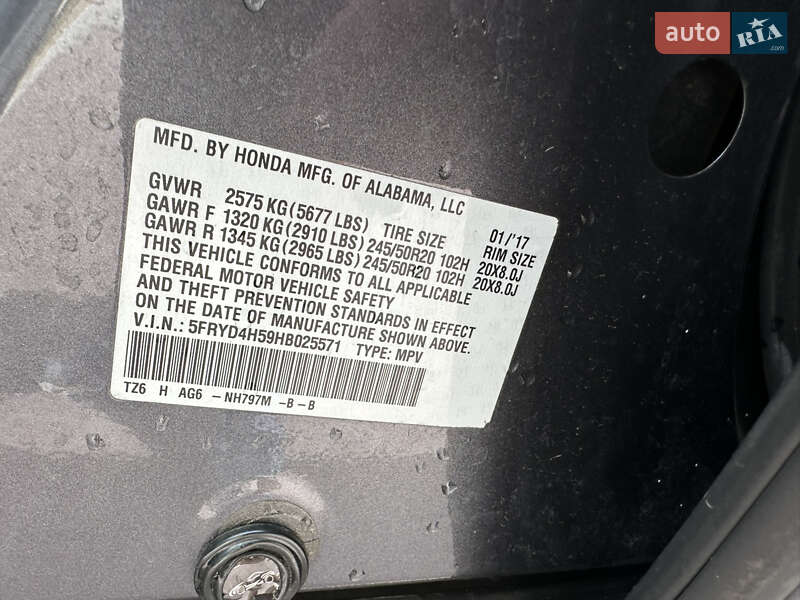 auto RIA .com
MFD. BY HONDA MFG. OF ALABAMA, LLC
GVWR 2575 KG (5677 LBS) TIRE SIZE 01/'17 RIM SIZE
GAWR F 1320 KG (2910 LBS) 245/50R20 102H 20X8.0J
GAWR R 1345 KG (2965 LBS) 245/50R20 102H 20X8.0J
THIS VEHICLE CONFORMS TO ALL APPLICABLE
FEDERAL MOTOR VEHICLE SAFETY
AND THEFT PREVENTION STANDARDS IN EFFECT
ON THE DATE OF MANUFACTURE SHOWN ABOVE.
V.I.N.: 5FRYD4H59HB025571 TYPE: MPV
TZ6 H AG6 -NH797M -B-B